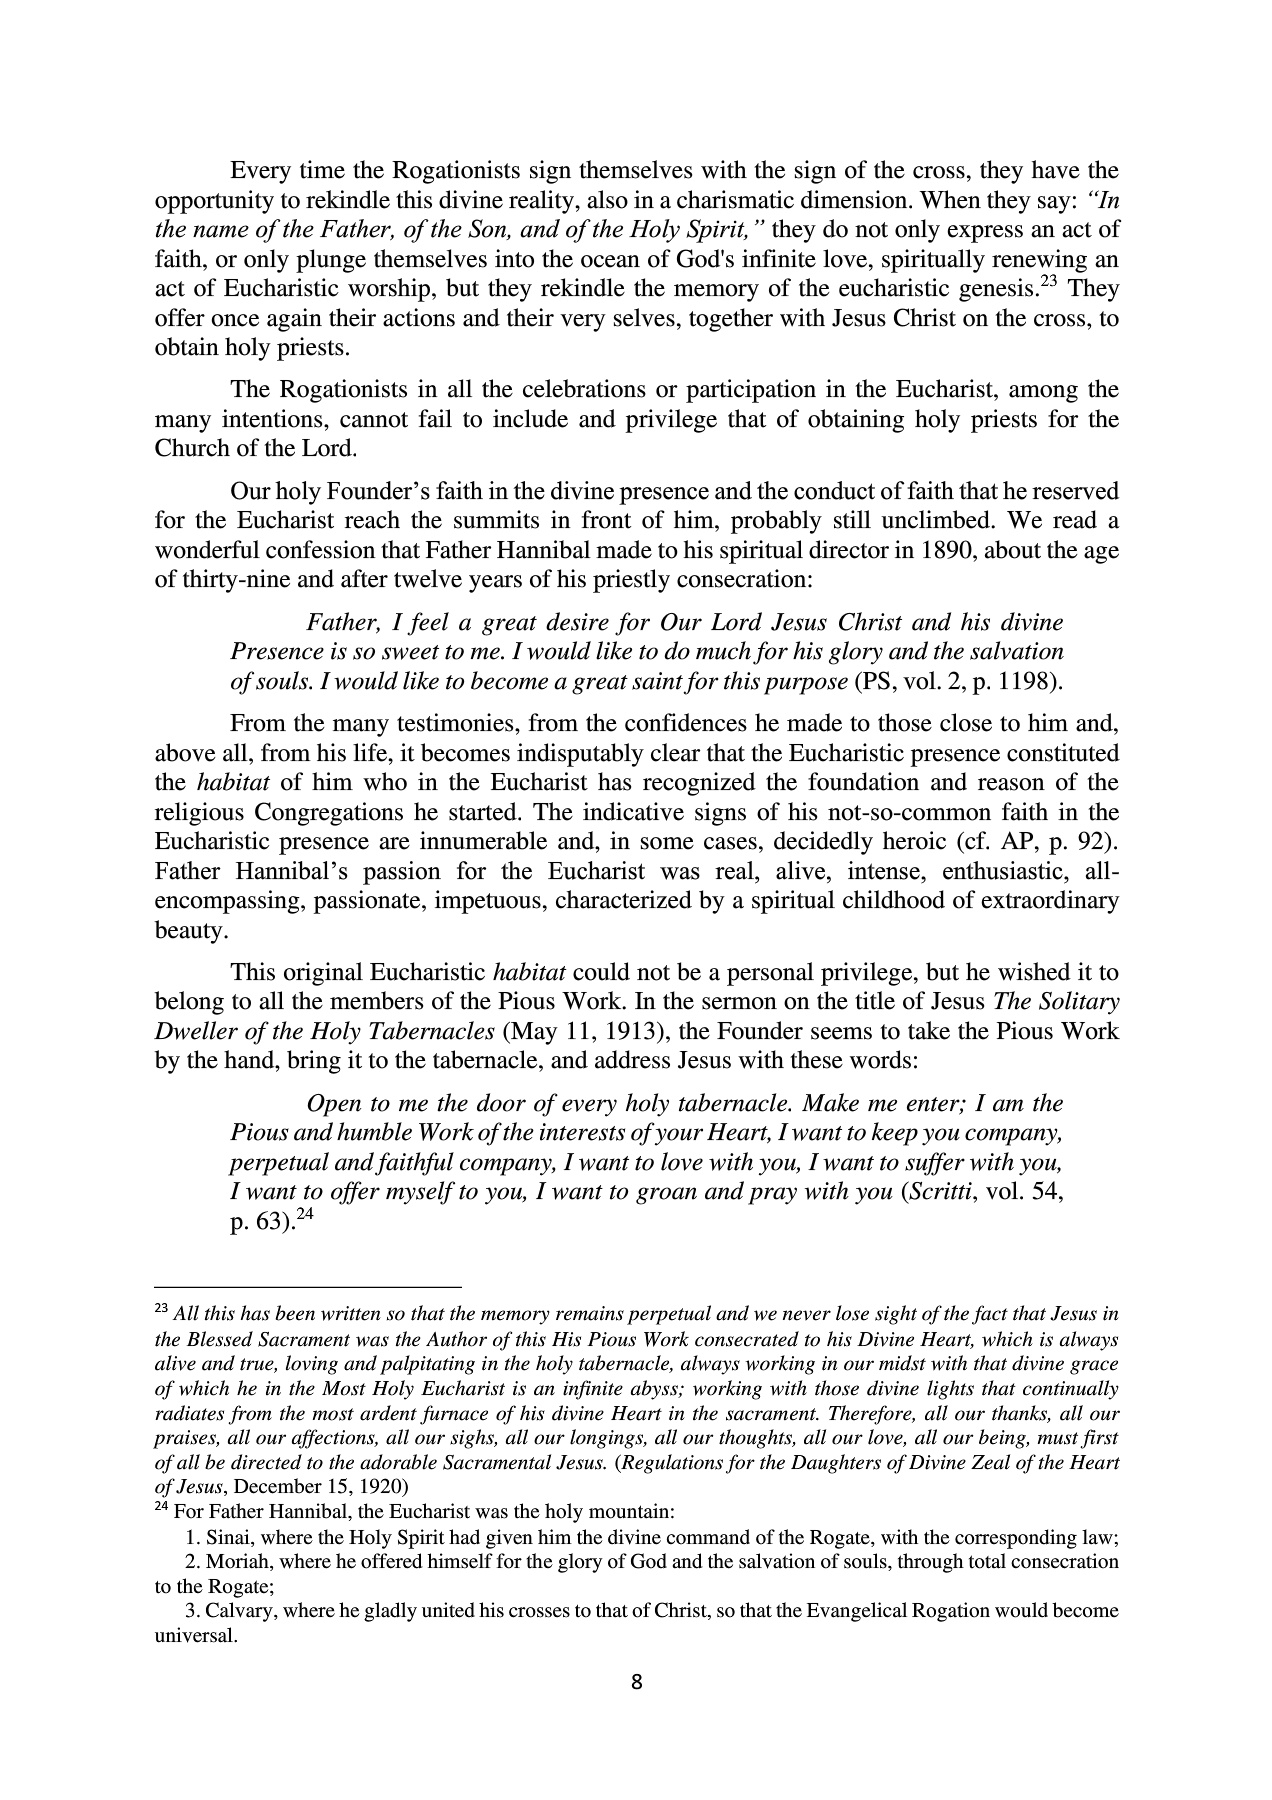 Every time the Rogationists sign themselves with the sign of the cross, they have the
opportunity to rekindle this divine reality, also in a charismatic dimension. When they say: “In
the name of the Father, of the Son, and of the Holy Spirit,” they do not only express an act of
faith, or only plunge themselves into the ocean of God's infinite love, spiritually renewing an
act of Eucharistic worship, but they rekindle the memory of the eucharistic genesis.23 They
offer once again their actions and their very selves, together with Jesus Christ on the cross, to
obtain holy priests.
The Rogationists in all the celebrations or participation in the Eucharist, among the
many intentions, cannot fail to include and privilege that of obtaining holy priests for the
Church of the Lord.
Our holy Founder’s faith in the divine presence and the conduct of faith that he reserved
for the Eucharist reach the summits in front of him, probably still unclimbed. We read a
wonderful confession that Father Hannibal made to his spiritual director in 1890, about the age
of thirty-nine and after twelve years of his priestly consecration:
Father, I feel a great desire for Our Lord Jesus Christ and his divine
Presence is so sweet to me. I would like to do much for his glory and the salvation
of souls. I would like to become a great saint for this purpose (PS, vol. 2, p. 1198).
From the many testimonies, from the confidences he made to those close to him and,
above all, from his life, it becomes indisputably clear that the Eucharistic presence constituted
the habitat of him who in the Eucharist has recognized the foundation and reason of the
religious Congregations he started. The indicative signs of his not-so-common faith in the
Eucharistic presence are innumerable and, in some cases, decidedly heroic (cf. AP, p. 92).
Father Hannibal’s passion for the Eucharist was real, alive, intense, enthusiastic, all-
encompassing, passionate, impetuous, characterized by a spiritual childhood of extraordinary
beauty.
This original Eucharistic habitat could not be a personal privilege, but he wished it to
belong to all the members of the Pious Work. In the sermon on the title of Jesus The Solitary
Dweller of the Holy Tabernacles (May 11, 1913), the Founder seems to take the Pious Work
by the hand, bring it to the tabernacle, and address Jesus with these words:
Open to me the door of every holy tabernacle. Make me enter; I am the
Pious and humble Work of the interests of your Heart, I want to keep you company,
perpetual and faithful company, I want to love with you, I want to suffer with you,
I want to offer myself to you, I want to groan and pray with you (Scritti, vol. 54,
p. 63).24
23 All this has been written so that the memory remains perpetual and we never lose sight of the fact that Jesus in
the Blessed Sacrament was the Author of this His Pious Work consecrated to his Divine Heart, which is always
alive and true, loving and palpitating in the holy tabernacle, always working in our midst with that divine grace
of which he in the Most Holy Eucharist is an infinite abyss; working with those divine lights that continually
radiates from the most ardent furnace of his divine Heart in the sacrament. Therefore, all our thanks, all our
praises, all our affections, all our sighs, all our longings, all our thoughts, all our love, all our being, must first
of all be directed to the adorable Sacramental Jesus. (Regulations for the Daughters of Divine Zeal of the Heart
of Jesus, December 15, 1920)
24 For Father Hannibal, the Eucharist was the holy mountain:
1. Sinai, where the Holy Spirit had given him the divine command of the Rogate, with the corresponding law;
2. Moriah, where he offered himself for the glory of God and the salvation of souls, through total consecration
to the Rogate;
3. Calvary, where he gladly united his crosses to that of Christ, so that the Evangelical Rogation would become
universal.
8